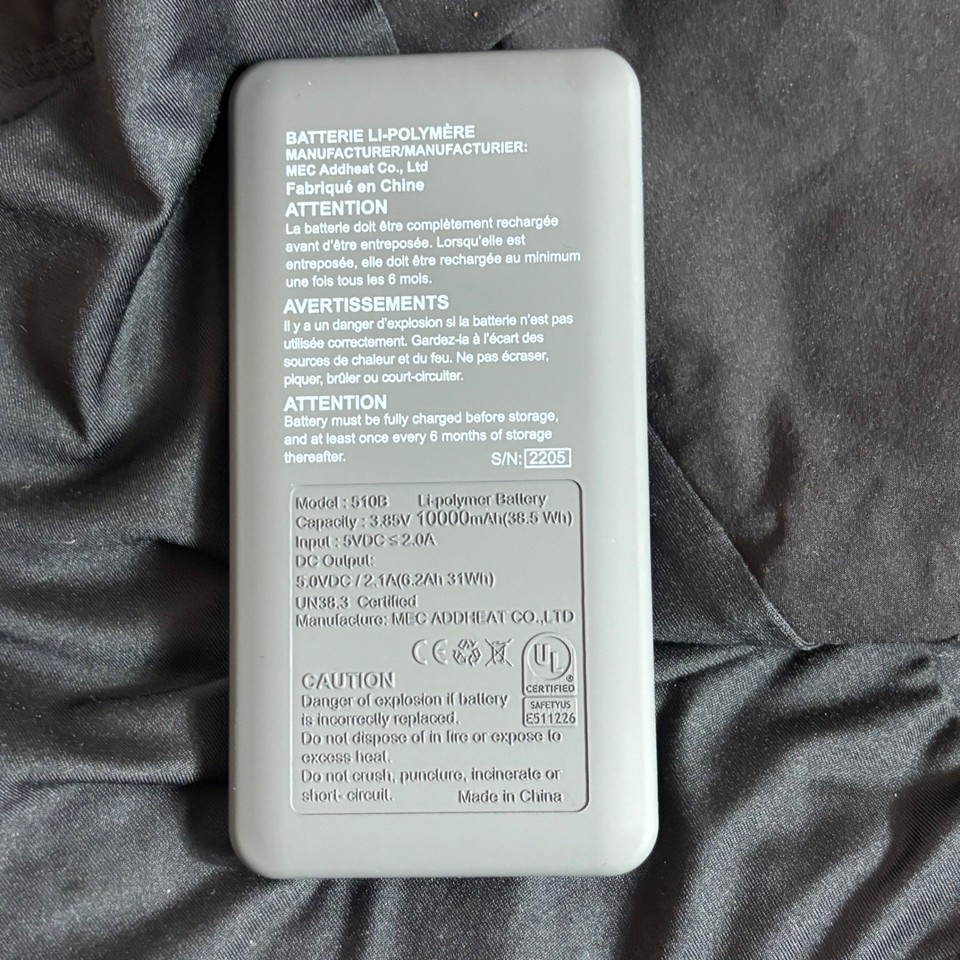 BATTERIE LI-POLYMÈRE
MANUFACTURER/MANUFACTURIER:
MEC Addheat Co., Ltd
Fabriqué en Chine
ATTENTION
La batterie doit être complètement rechargée
avant d'être entreposée. Lorsqu'elle est
entreposée, elle doit être rechargée au minimum
une fois tous les 6 mois.
AVERTISSEMENTS
Il y a un danger d'explosion si la batterie n'est pas
utilisée correctement. Gardez-la à l'écart des
sources de chaleur et du feu. Ne pas écraser,
piquer, brûler ou court-circuiter.
ATTENTION
Battery must be fully charged before storage,
and at least once every 6 months of storage
thereafter.
S/N: 2205
Model : 510B Li-polymer Battery
Capacity : 3.85V 10000mAh(38.5 Wh)
Input : 5VDC ≤ 2.0A
DC Output:
5.0VDC / 2.1A(6.2Ah 31Wh)
UN38.3 Certified
Manufacture: MEC ADDHEAT CO.,LTD
CE
UL ®
CERTIFIED
SAFETY US
E511226
CAUTION
Danger of explosion if battery
is incorrectly replaced.
Do not dispose of in fire or expose to
excess heat.
Do not crush, puncture, incinerate or
short- circuit.
Made in China